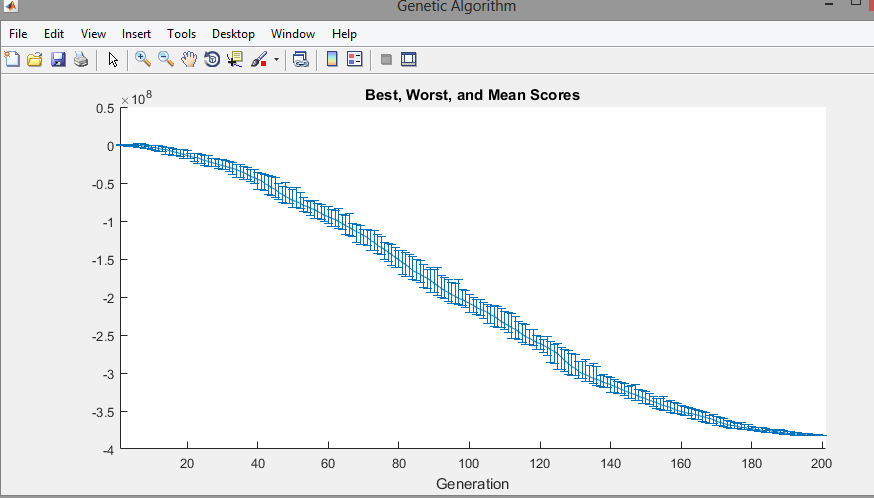 Genetic Algorithm
File Edit View Insert Tools Desktop Window Help
Best, Worst, and Mean Scores
×10^8
0.5
0
-0.5
-1
-1.5
-2
-2.5
-3
-3.5
-4
20 40 60 80 100 120 140 160 180 200
Generation